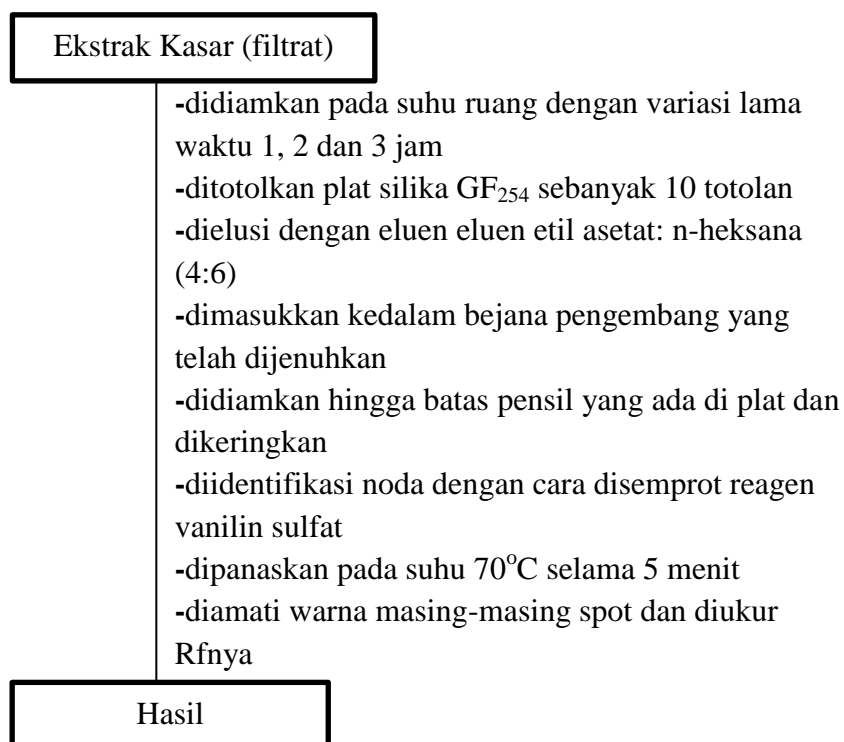 Ekstrak Kasar (filtrat)
-didiamkan pada suhu ruang dengan variasi lama
waktu 1, 2 dan 3 jam
-ditotolkan plat silika GF₂₅₄ sebanyak 10 totolan
-dielusi dengan eluen eluen etil asetat: n-heksana
(4:6)
-dimasukkan kedalam bejana pengembang yang
telah dijenuhkan
-didiamkan hingga batas pensil yang ada di plat dan
dikeringkan
-diidentifikasi noda dengan cara disemprot reagen
vanilin sulfat
-dipanaskan pada suhu 70°C selama 5 menit
-diamati warna masing-masing spot dan diukur
Rfnya
Hasil